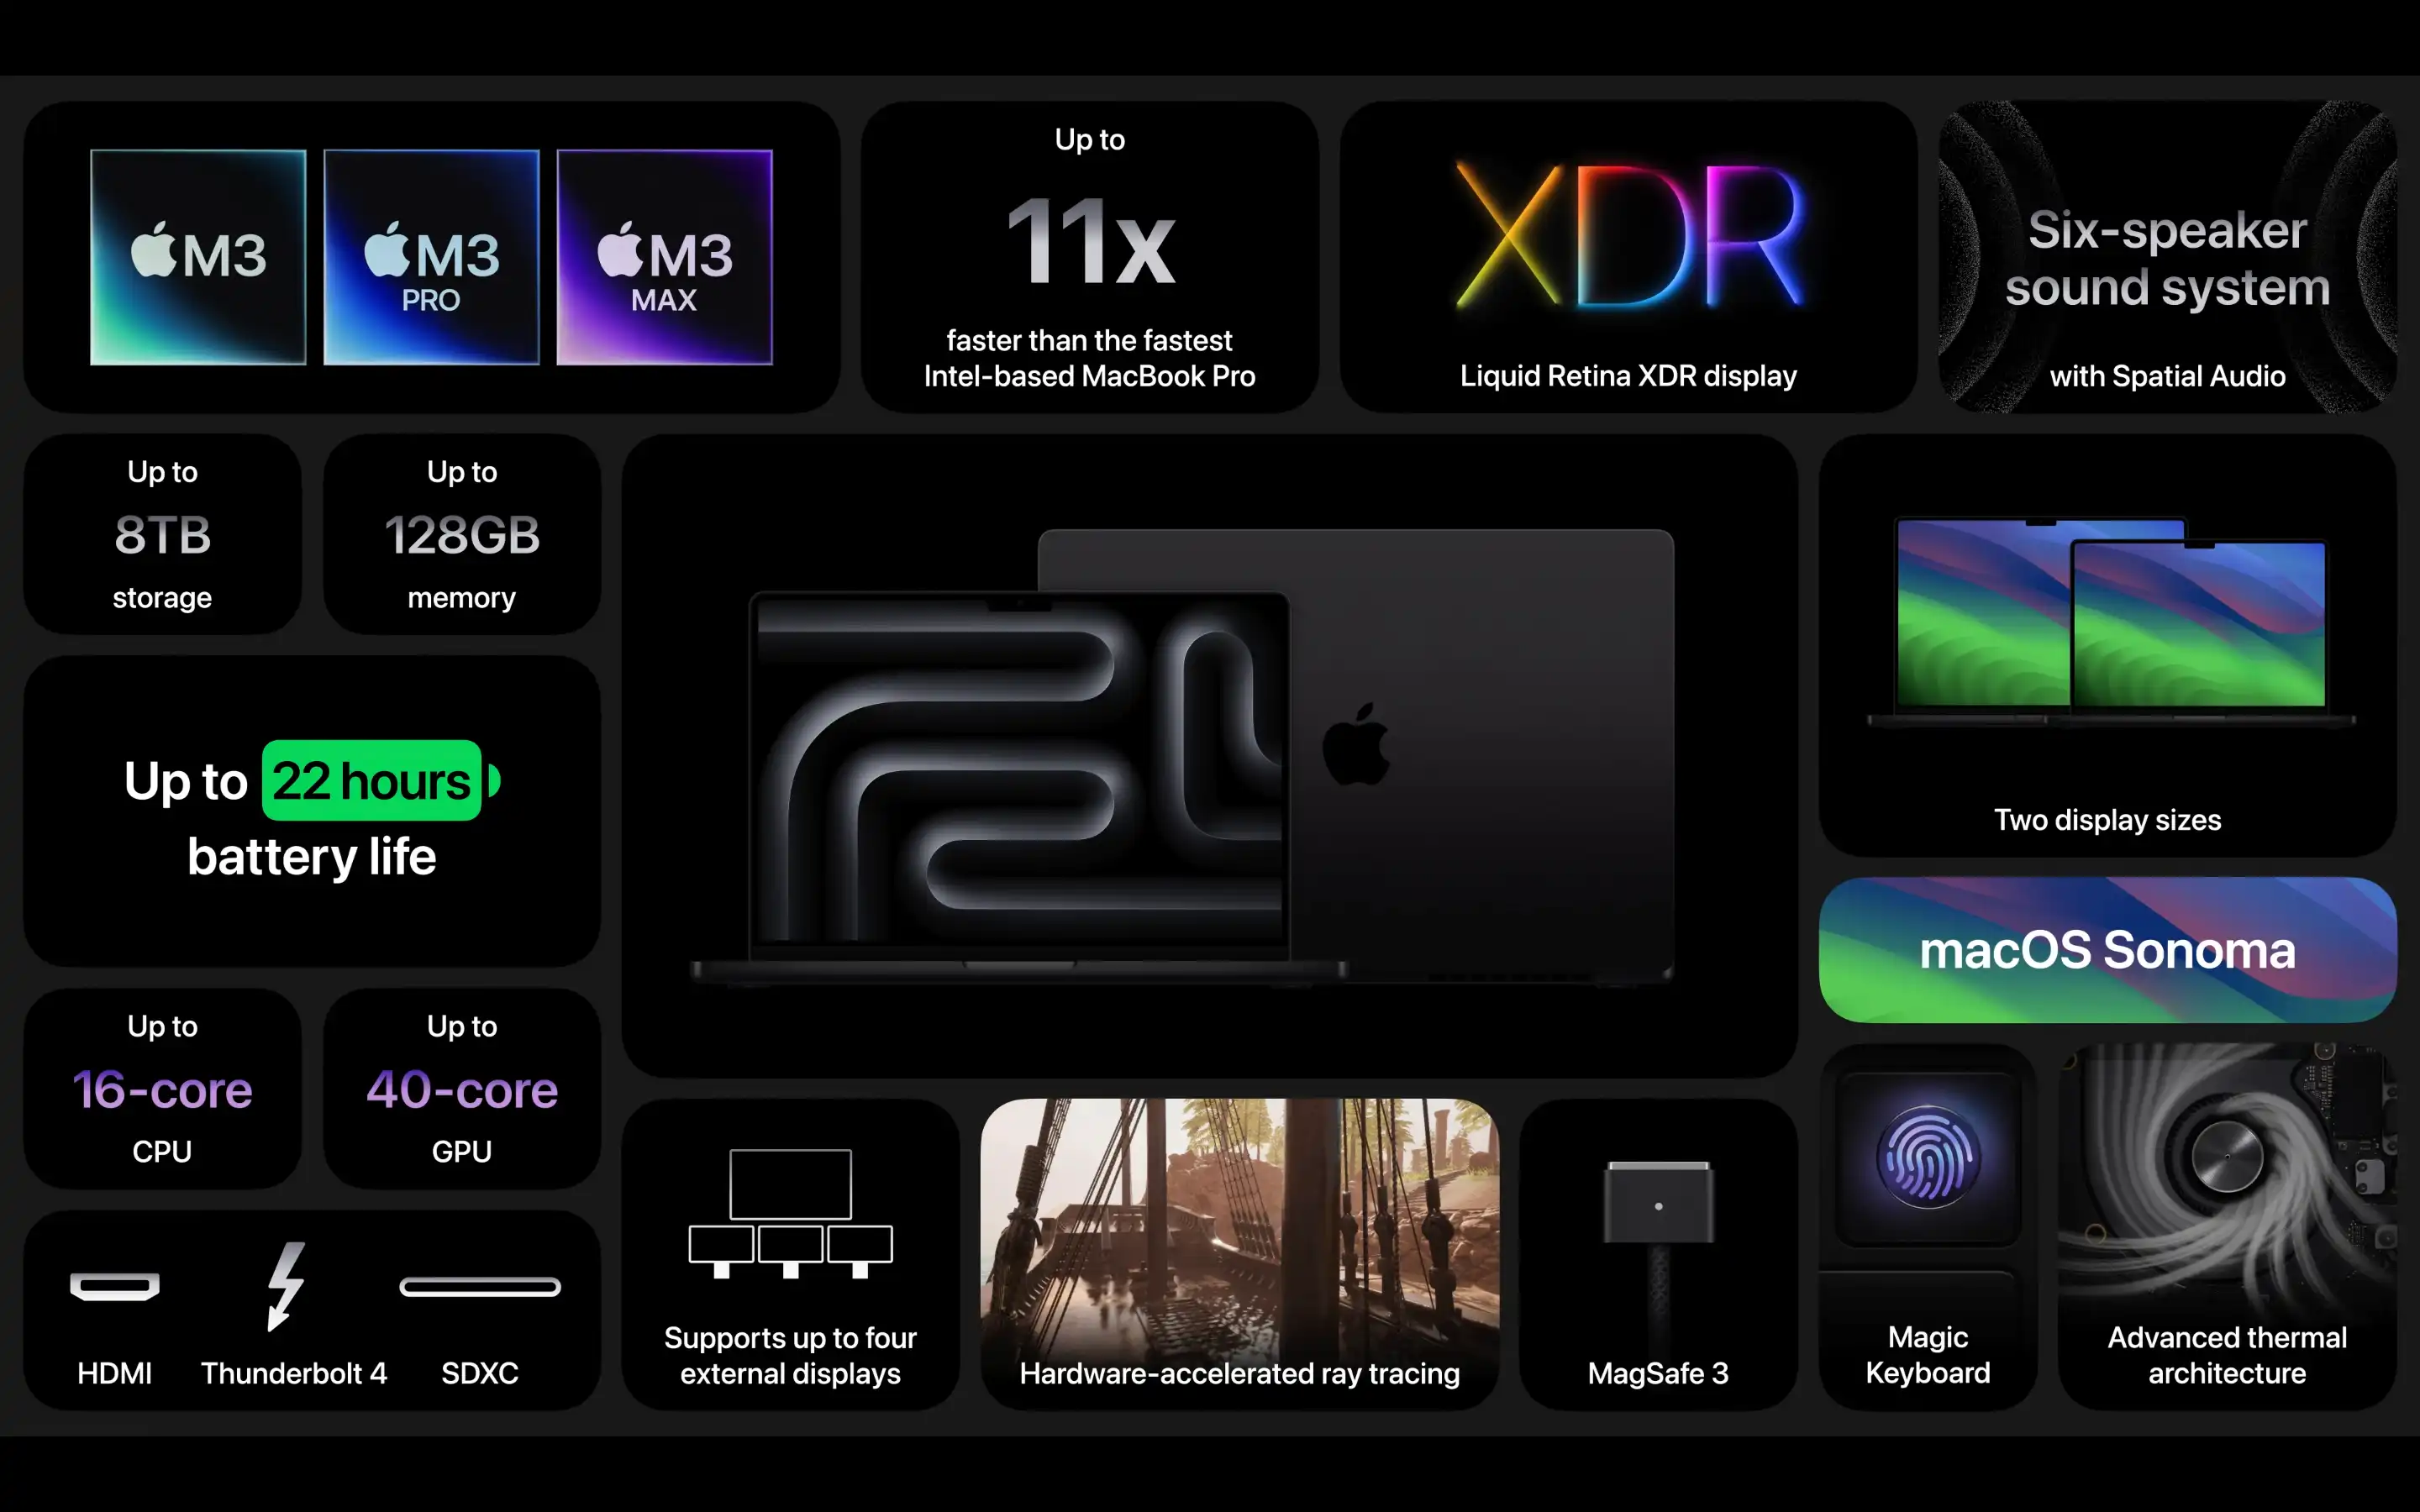 M3
M3
PRO
M3
MAX
Up to
11x
faster than the fastest
Intel-based MacBook Pro
XDR
Liquid Retina XDR display
Six-speaker
sound system
with Spatial Audio
Up to
8TB
storage
Up to
128GB
memory
Up to 22 hours
battery life
Two display sizes
macOS Sonoma
Up to
16-core
CPU
Up to
40-core
GPU
HDMI
Thunderbolt 4
SDXC
Supports up to four
external displays
Hardware-accelerated ray tracing
MagSafe 3
Magic
Keyboard
Advanced thermal
architecture